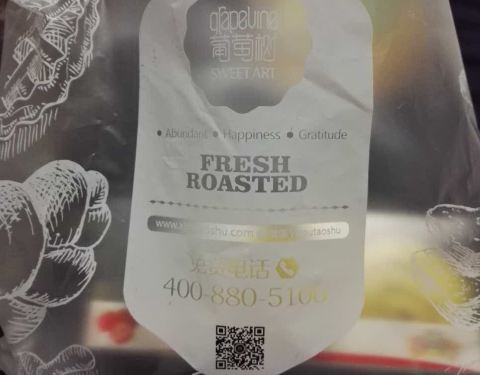 grapevine
葡萄树
SWEET ART
• Abundant • Happiness • Gratitude
FRESH
ROASTED
免费电话
400-880-5100